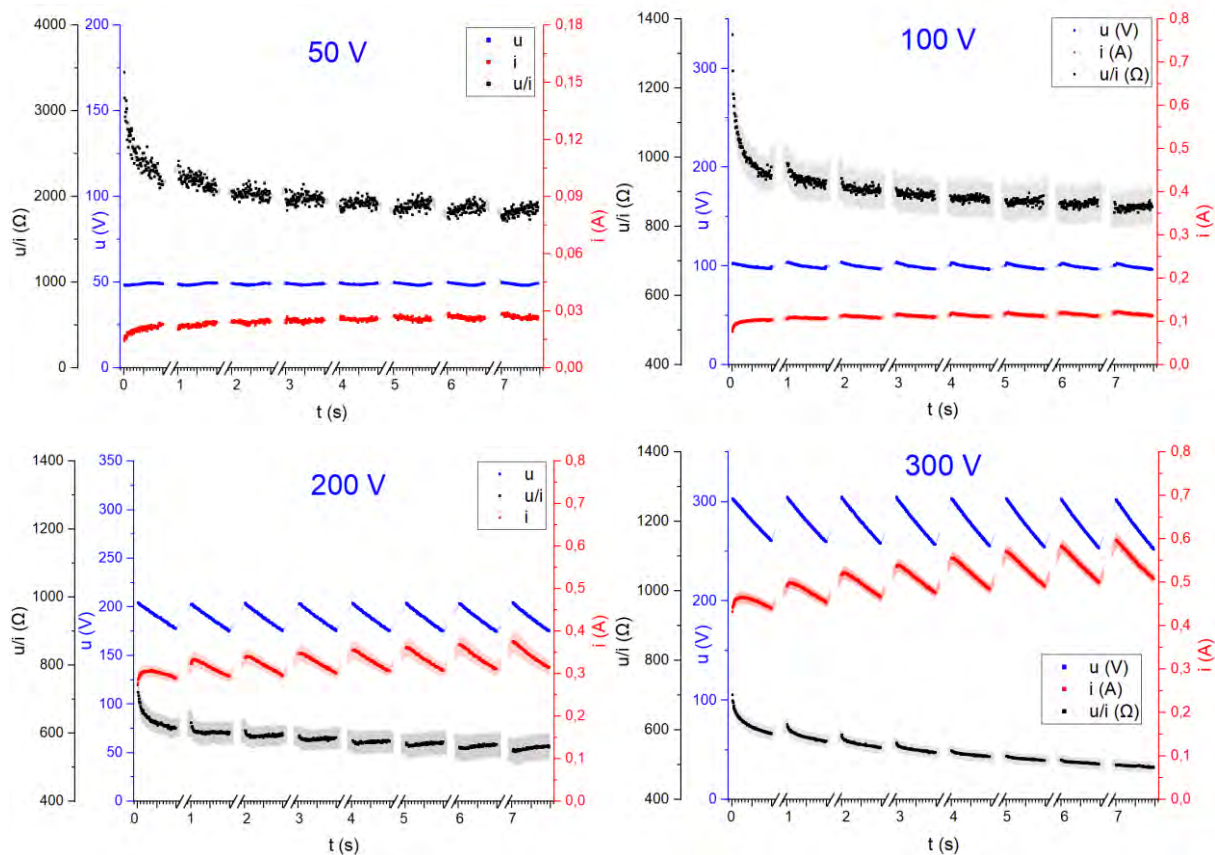 50 V
u
i
u/i
4000
3000
2000
1000
0
u/i (Ω)
200
150
100
50
0
u (V)
0,18
0,15
0,12
0,09
0,06
0,03
0,00
i (A)
0 1 2 3 4 5 6 7
t (s)
100 V
u (V)
i (A)
u/i (Ω)
1400
1200
1000
800
600
400
u/i (Ω)
300
200
100
0
u (V)
0,8
0,7
0,6
0,5
0,4
0,3
0,2
0,1
0,0
i (A)
0 1 2 3 4 5 6 7
t (s)
200 V
u
u/i
i
1400
1200
1000
800
600
400
u/i (Ω)
350
300
250
200
150
100
50
0
u (V)
0,8
0,7
0,6
0,5
0,4
0,3
0,2
0,1
0,0
i (A)
0 1 2 3 4 5 6 7
t (s)
300 V
u (V)
i (A)
u/i (Ω)
1400
1200
1000
800
600
400
u/i (Ω)
300
200
100
0
u (V)
0,8
0,7
0,6
0,5
0,4
0,3
0,2
0,1
0,0
i (A)
0 1 2 3 4 5 6 7
t (s)